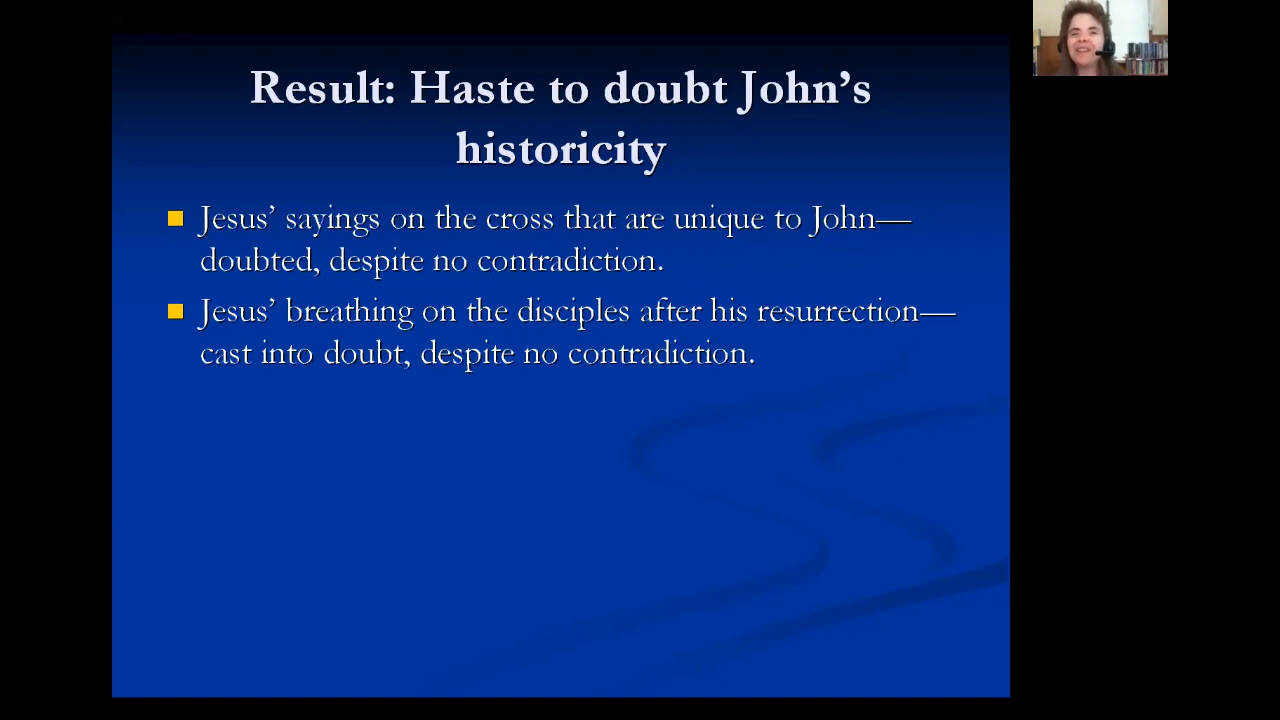 Result: Haste to doubt John’s
historicity
Jesus’ sayings on the cross that are unique to John—
doubted, despite no contradiction.
Jesus’ breathing on the disciples after his resurrection—
cast into doubt, despite no contradiction.